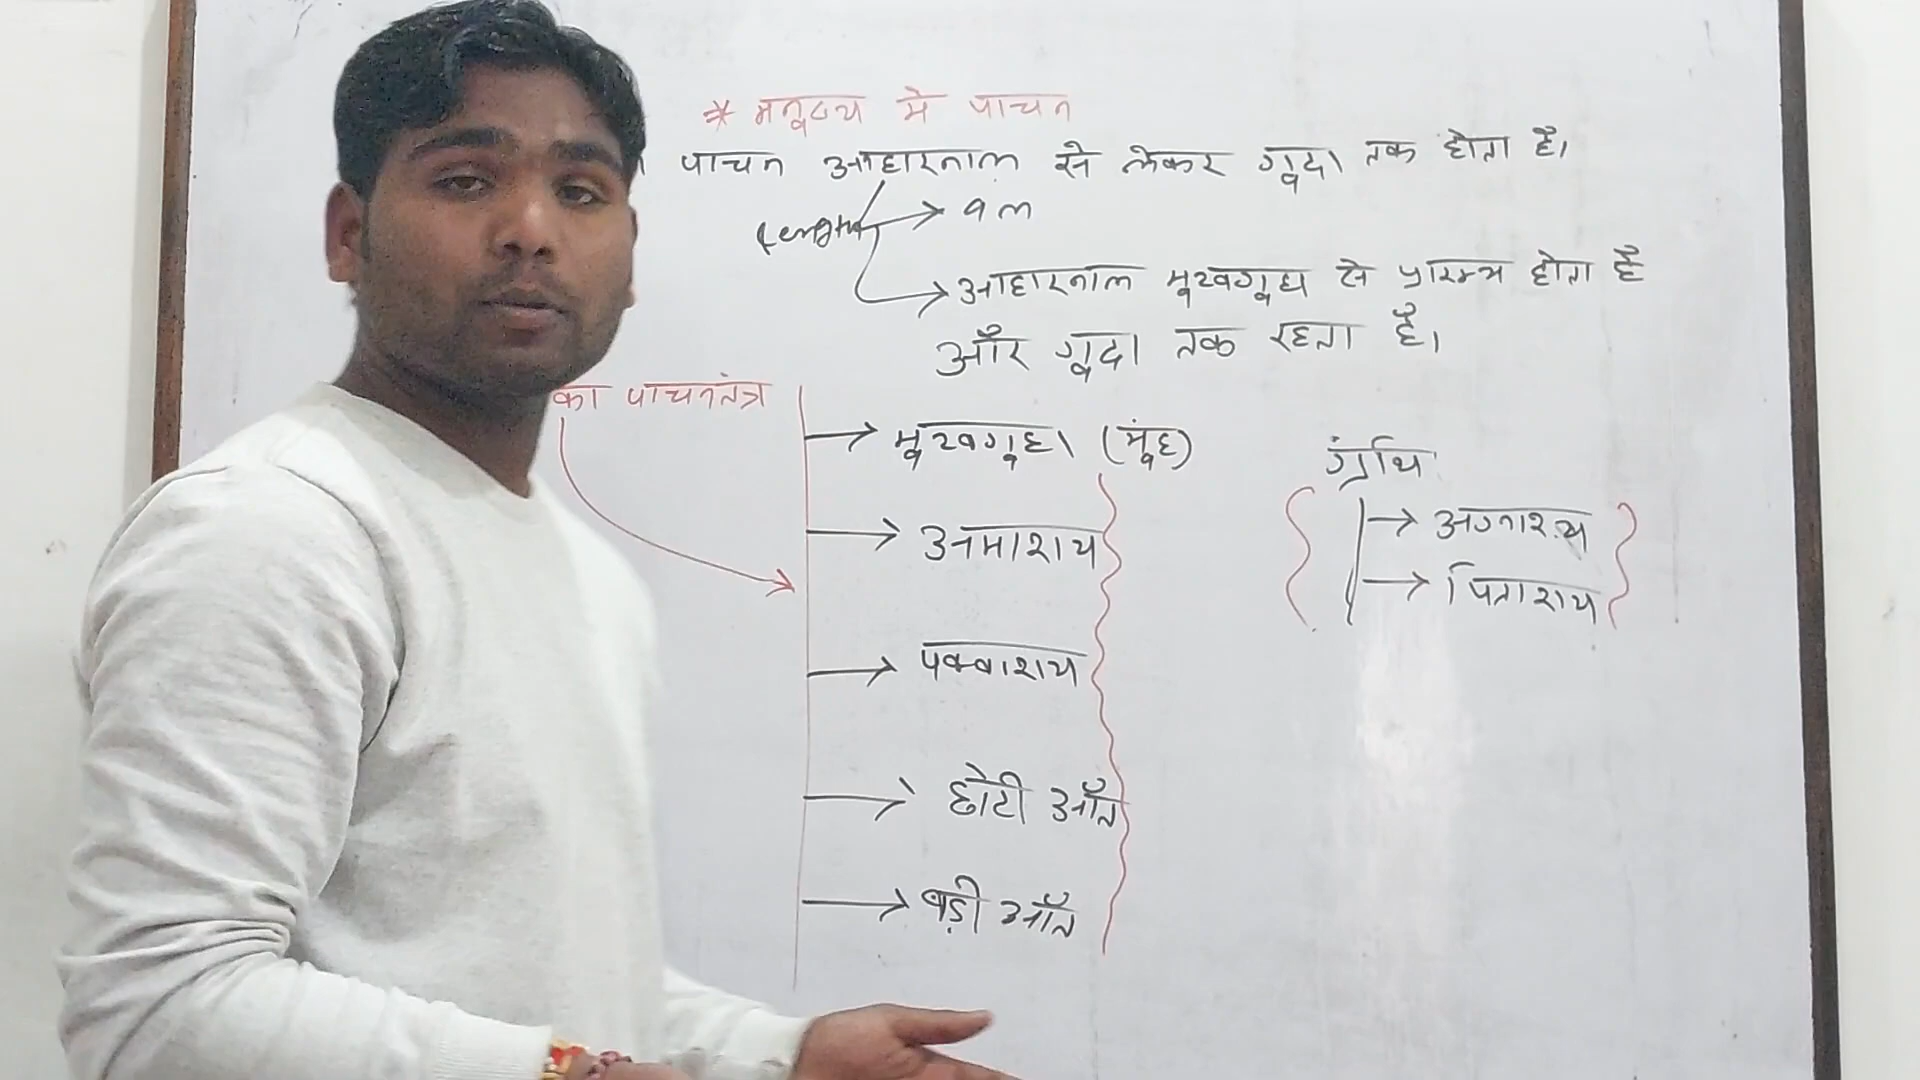 * मनुष्य मे पाचन
पाचन आहारनाल से लेकर गुदा तक होता है।
Length
9 m
आहारनाल मुखगुहा से प्रारम्भ होता है
और गुदा तक रहता है।
का पाचनतंत्र
मुखगुहा (मुंह)
आमाशय
पक्वाशय
छोटी आँत
बड़ी आँत
ग्रंथि
अग्नाशय
पित्ताशय